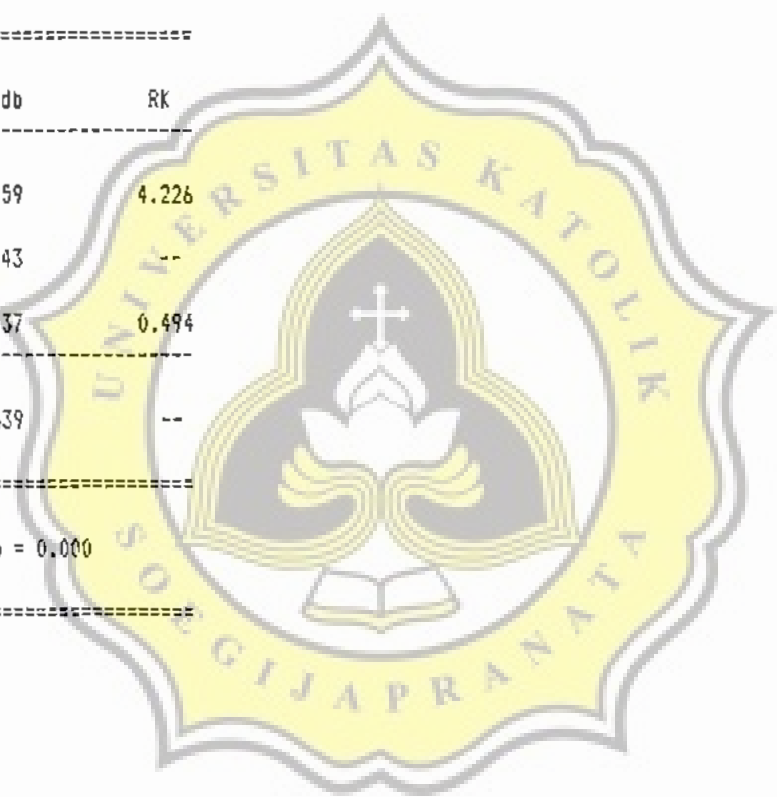 db RK
59 4.226
43 --
37 0.494
39 --
= 0.000
UNIVERSITAS KATOLIK
SOEGIJAPRANATA